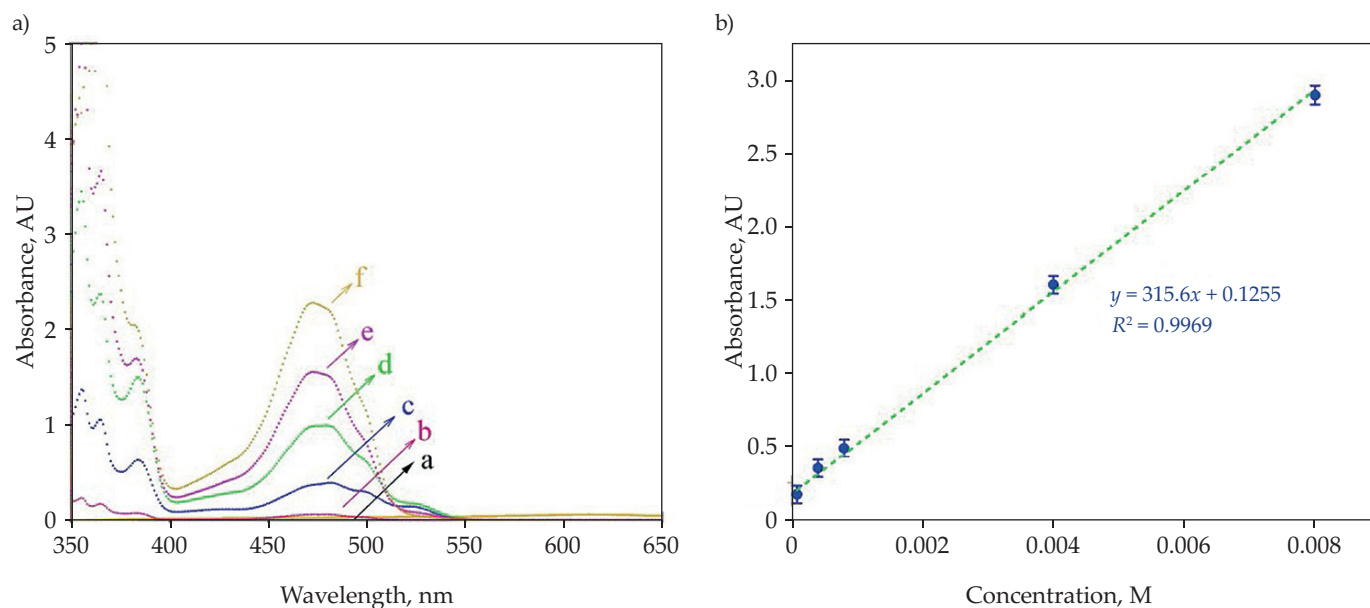 a)
5
4
3
2
1
0
350
400
450
500
550
600
650
Absorbance, AU
Wavelength, nm
f
e
d
c
b
a
b)
3.0
2.5
2.0
1.5
1.0
0.5
0
0
0.002
0.004
0.006
0.008
Absorbance, AU
Concentration, M
y = 315.6x + 0.1255
R² = 0.9969